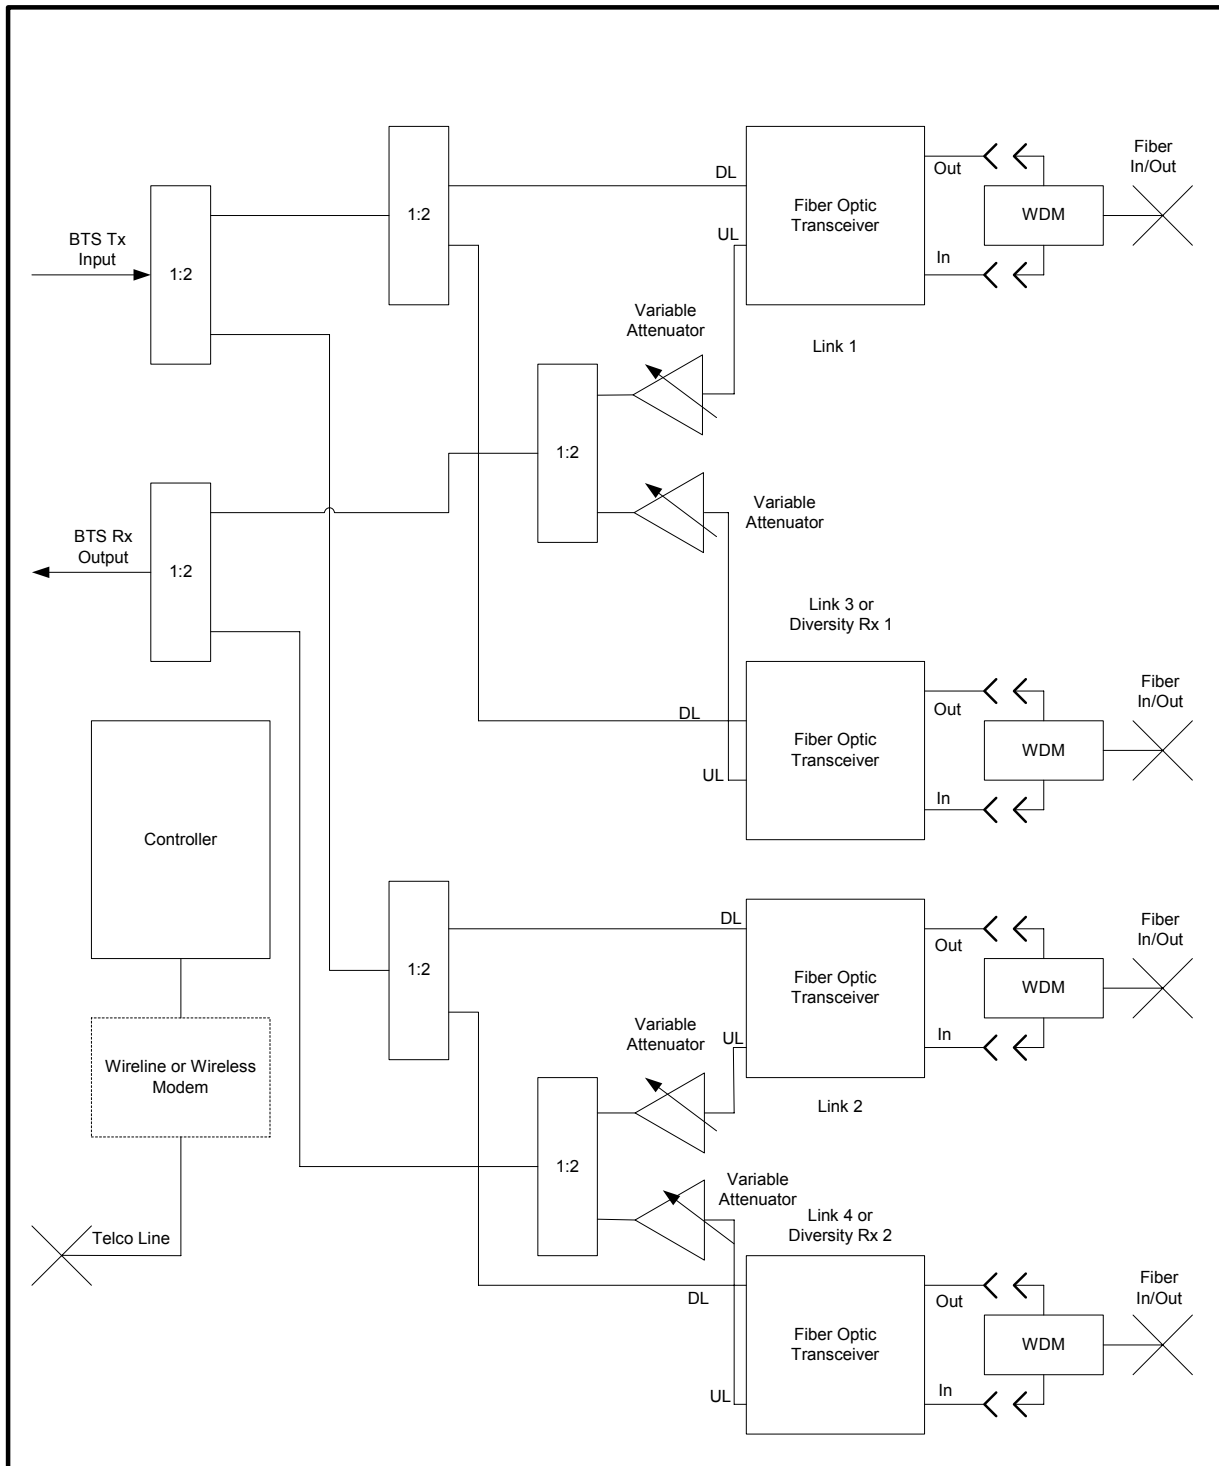 Fiber
In/Out
DL
Out
1:2
Fiber Optic
Transceiver
WDM
BTS Tx
Input
UL
1:2
In
Variable
Attenuator
Link 1
1:2
Variable
Attenuator
BTS Rx
Output
1:2
Link 3 or
Diversity Rx 1
Fiber
In/Out
DL
Out
Fiber Optic
Transceiver
WDM
UL
In
Controller
DL
Fiber
In/Out
Out
1:2
Fiber Optic
Transceiver
WDM
Variable
Attenuator
UL
In
Wireline or Wireless
Modem
Link 2
1:2
Variable
Attenuator
Link 4 or
Diversity Rx 2
Telco Line
Fiber
In/Out
DL
Out
Fiber Optic
Transceiver
WDM
UL
In